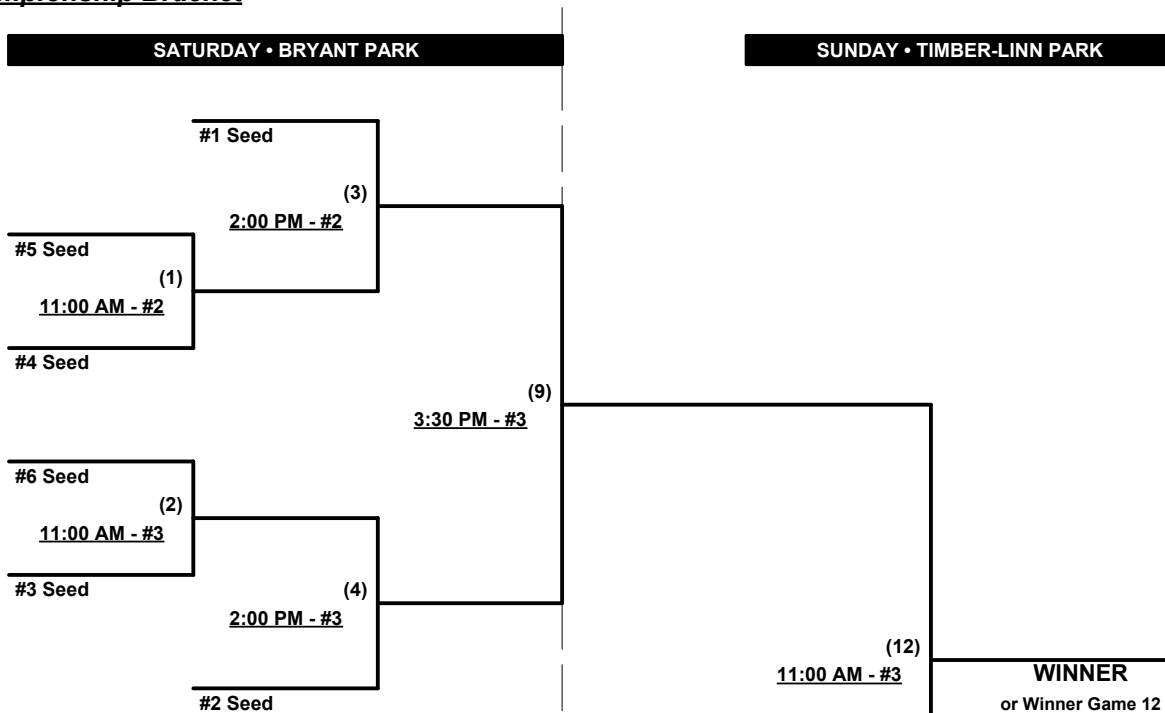 SATURDAY • BRYANT PARK
SUNDAY • TIMBER-LINN PARK
#1 Seed
(3)
2:00 PM - #2
#5 Seed
(1)
11:00 AM - #2
#4 Seed
(9)
3:30 PM - #3
#6 Seed
(2)
11:00 AM - #3
#3 Seed
(4)
2:00 PM - #3
(12)
11:00 AM - #3
WINNER
#2 Seed
or Winner Game 12